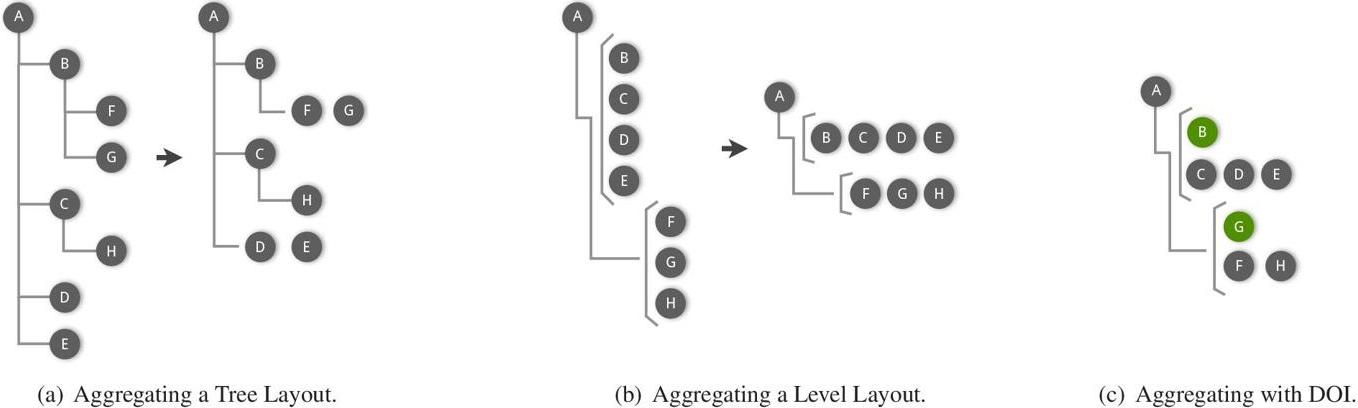 A
B
F
G
C
H
D
E
A
B
F G
C
H
D E
(a) Aggregating a Tree Layout.
A
B
C
D
E
F
G
H
A
B C D E
F G H
(b) Aggregating a Level Layout.
A
B
C D E
G
F H
(c) Aggregating with DOI.